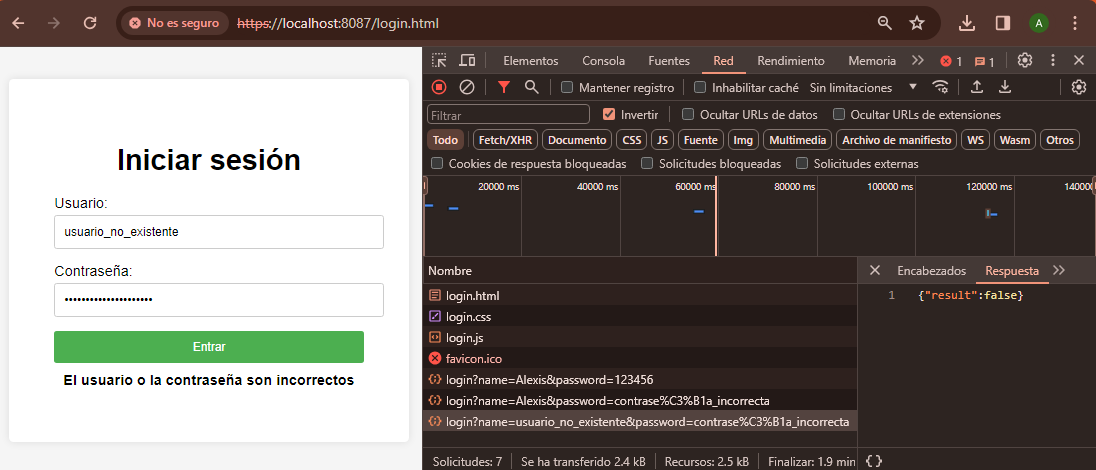 No es seguro https://localhost:8087/login.html A
Iniciar sesión
Usuario:
usuario_no_existente
Contraseña:
•••••••••••••••••••••
Entrar
El usuario o la contraseña son incorrectos
Elementos Consola Fuentes Red Rendimiento Memoria 1 1
Mantener registro Inhabilitar caché Sin limitaciones
Filtrar Invertir Ocultar URLs de datos Ocultar URLs de extensiones
Todo Fetch/XHR Documento CSS JS Fuente Img Multimedia Archivo de manifiesto WS Wasm Otros
Cookies de respuesta bloqueadas Solicitudes bloqueadas Solicitudes externas
20000 ms 40000 ms 60000 ms 80000 ms 100000 ms 120000 ms 14000
Nombre
login.html
login.css
login.js
favicon.ico
login?name=Alexis&password=123456
login?name=Alexis&password=contrase%C3%B1a_incorrecta
login?name=usuario_no_existente&password=contrase%C3%B1a_incorrecta
Encabezados Respuesta
1 {"result":false}
Solicitudes: 7 Se ha transferido 2.4 kB Recursos: 2.5 kB Finalizar: 1.9 min
{ }